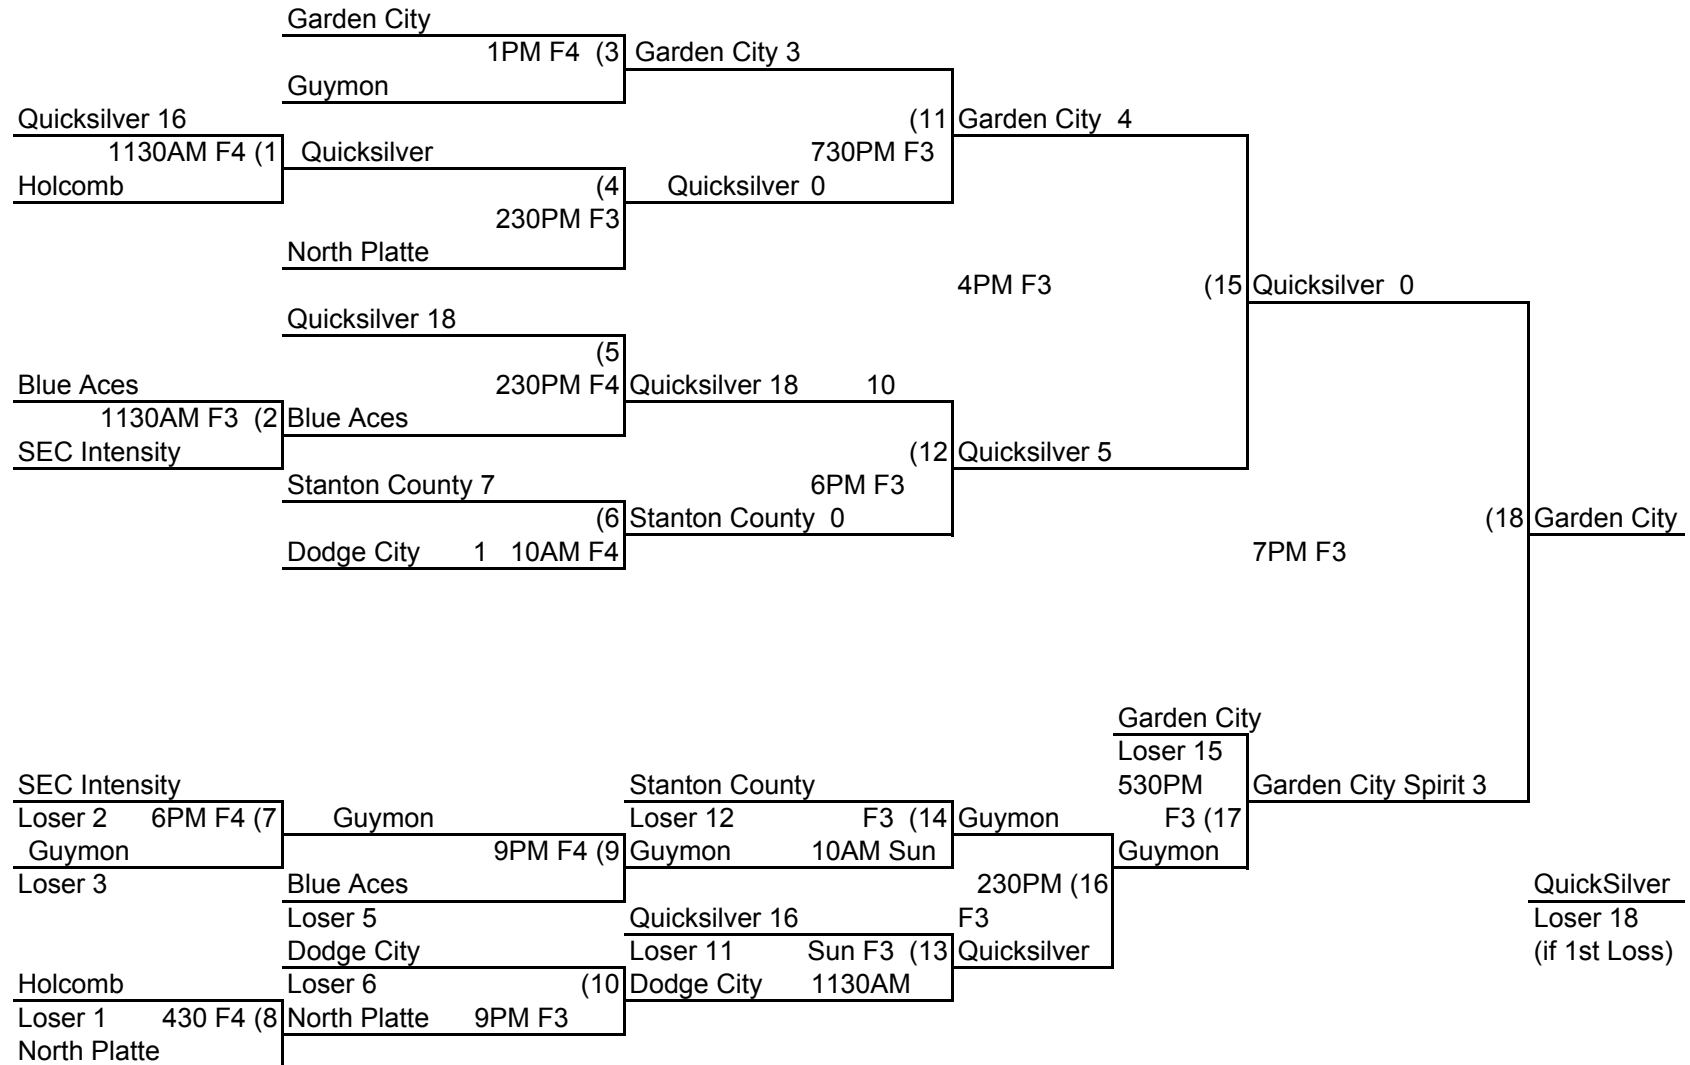 Garden City
1PM F4 (3 Garden City 3
Guymon
Quicksilver 16 (11 Garden City 4
1130AM F4 (1 Quicksilver 730PM F3
Holcomb (4 Quicksilver 0
230PM F3
North Platte
4PM F3 (15 Quicksilver 0
Quicksilver 18
(5
Blue Aces 230PM F4 Quicksilver 18 10
1130AM F3 (2 Blue Aces
SEC Intensity (12 Quicksilver 5
Stanton County 7 6PM F3
(6 Stanton County 0 (18 Garden City
Dodge City 1 10AM F4 7PM F3
Garden City
Loser 15
SEC Intensity Stanton County 530PM Garden City Spirit 3
Loser 2 6PM F4 (7 Guymon Loser 12 F3 (14 Guymon F3 (17
Guymon 9PM F4 (9 Guymon 10AM Sun Guymon
Loser 3 Blue Aces 230PM (16 QuickSilver
Loser 5 Quicksilver 16 F3 Loser 18
Dodge City Loser 11 Sun F3 (13 Quicksilver (if 1st Loss)
Holcomb Loser 6 (10 Dodge City 1130AM
Loser 1 430 F4 (8 North Platte 9PM F3
North Platte